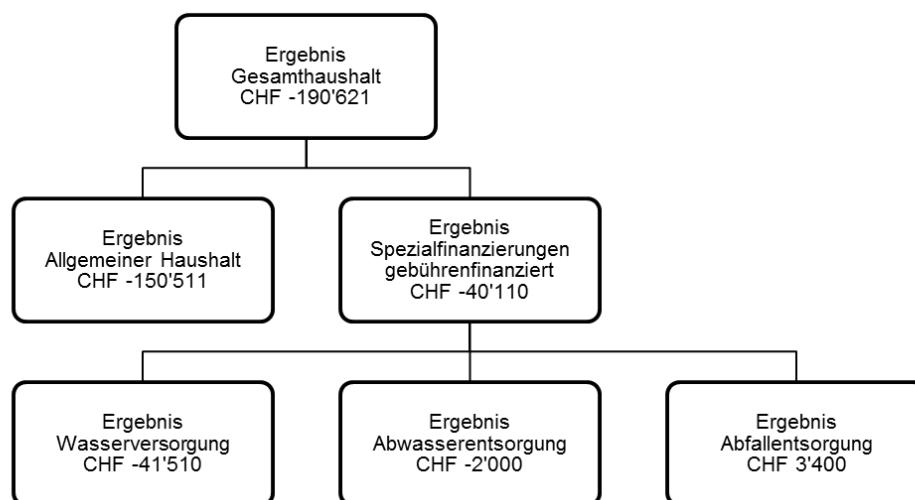 Ergebnis
Gesamthaushalt
CHF -190'621
Ergebnis
Allgemeiner Haushalt
CHF -150'511
Ergebnis
Spezialfinanzierungen
gebührenfinanziert
CHF -40'110
Ergebnis
Wasserversorgung
CHF -41'510
Ergebnis
Abwasserentsorgung
CHF -2'000
Ergebnis
Abfallentsorgung
CHF 3'400